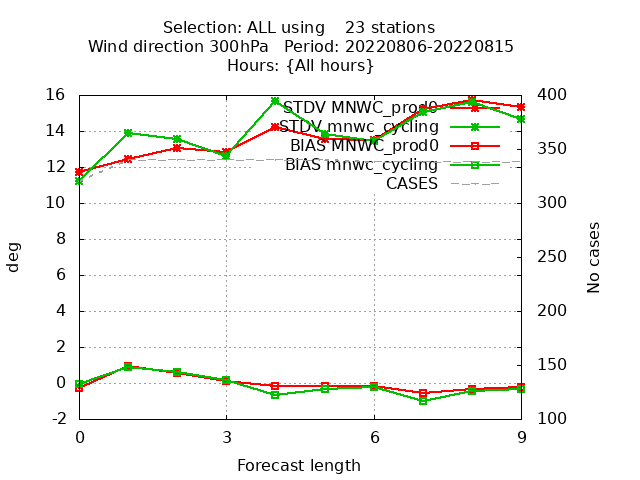 Selection: ALL using    23 stations
Wind direction 300hPa   Period: 20220806-20220815
Hours: {All hours}
16
14
12
10
8
6
4
2
0
-2
deg
400
350
300
250
200
150
100
No cases
STDV MNWC_prod0
STDV mnwc_cycling
BIAS MNWC_prod0
BIAS mnwc_cycling
CASES
0
3
6
9
Forecast length